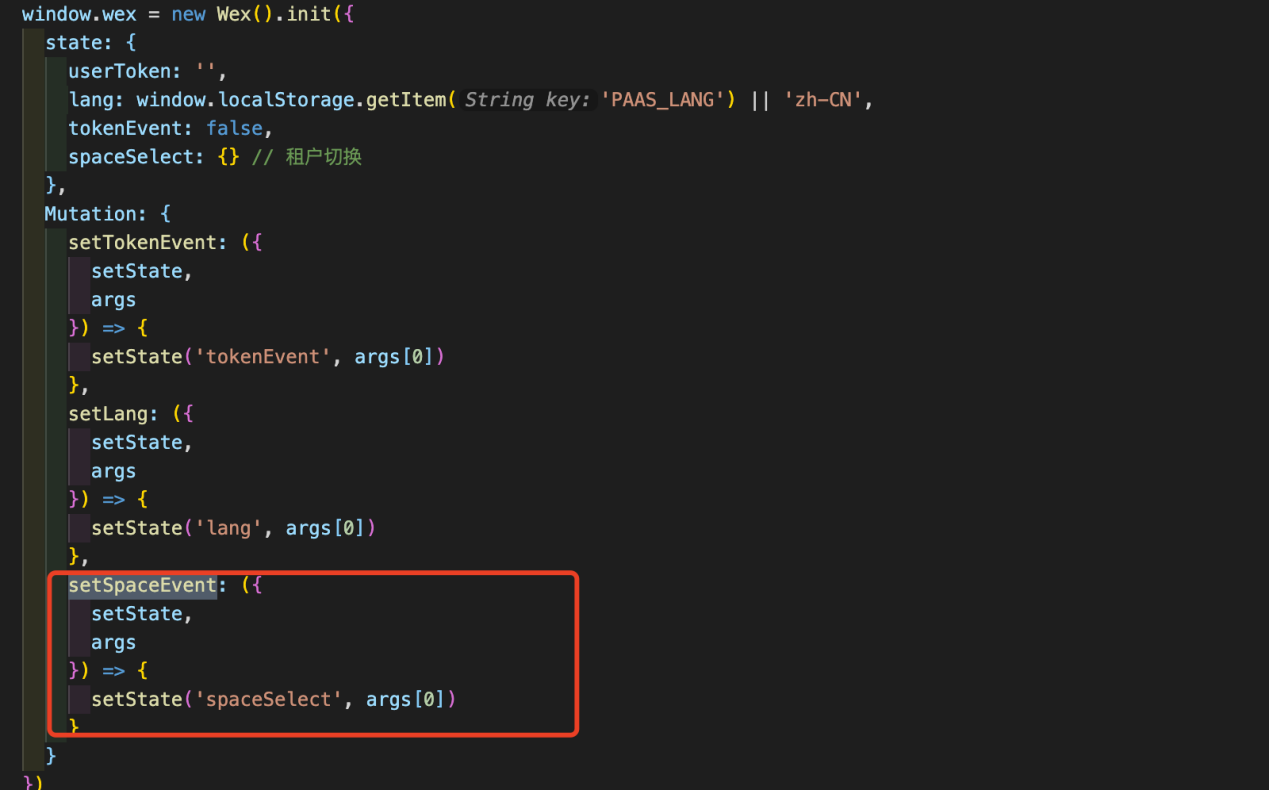 window.wex = new Wex().init({
state: {
userToken: '',
lang: window.localStorage.getItem( String key: 'PAAS_LANG') || 'zh-CN',
tokenEvent: false,
spaceSelect: {} // 租户切换
},
Mutation: {
setTokenEvent: ({
setState,
args
}) => {
setState('tokenEvent', args[0])
},
setLang: ({
setState,
args
}) => {
setState('lang', args[0])
},
setSpaceEvent: ({
setState,
args
}) => {
setState('spaceSelect', args[0])
}
}
})